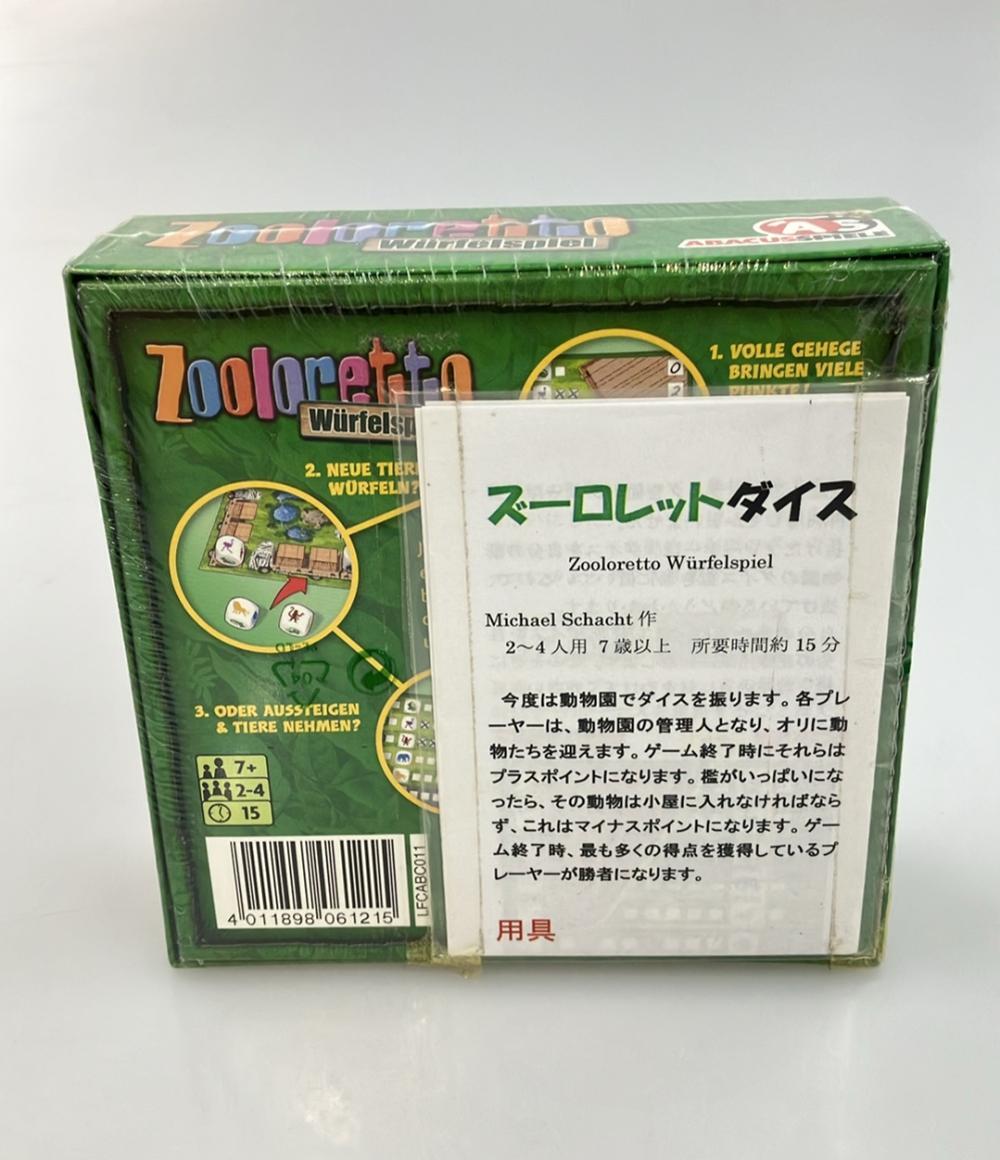 Zooloretto
Würfelspiel
ABACUSSPIELE
Zooloretto
1. VOLLE GEHEGE
BRINGEN VIELE
PUNKTE!
2. NEUE
WÜRFELN?
3. ODER AUSSTEIGEN
& TIERE NEHMEN?
7+
2-4
15
4 011898 061215
LFCABC011
ズーロレットダイス
Zooloretto Würfelspiel
Michael Schacht 作
2～4 人用 7 歳以上 所要時間約 15 分
今度は動物園でダイスを振ります。各プレ
ーヤーは、動物園の管理人となり、オリに動
物たちを迎えます。ゲーム終了時にそれらは
プラスポイントになります。檻がいっぱいにな
ったら、その動物は小屋に入れなければなら
ず、これはマイナスポイントになります。ゲー
ム終了時、最も多くの得点を獲得しているプ
レーヤーが勝者になります。
用具